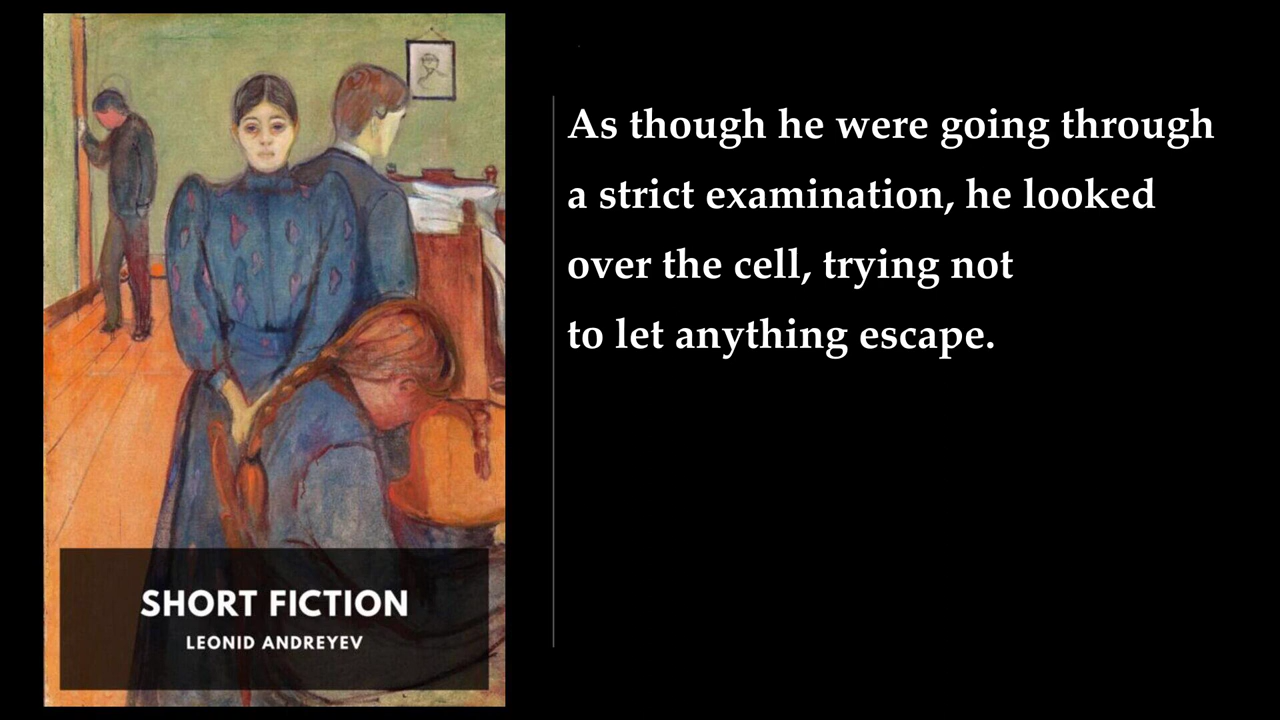 SHORT FICTION
LEONID ANDREYEV
As though he were going through
a strict examination, he looked
over the cell, trying not
to let anything escape.